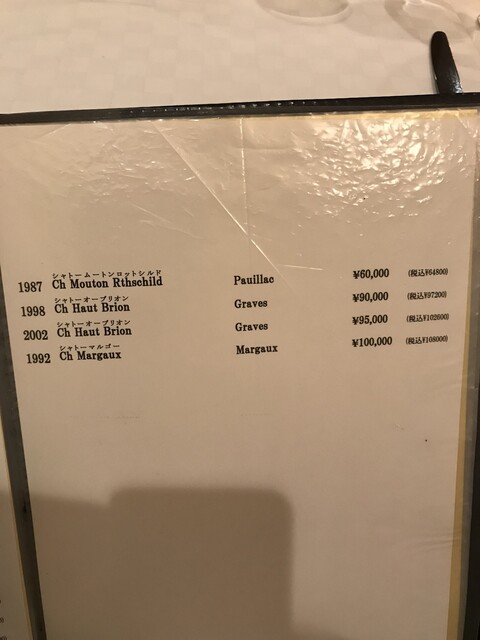 シャトームートンロットシルド
1987 Ch Mouton Rthschild Pauillac ¥60,000 (税込¥64800)
シャトーオーブリオン
1998 Ch Haut Brion Graves ¥90,000 (税込¥97200)
シャトーオーブリオン
2002 Ch Haut Brion Graves ¥95,000 (税込¥102600)
シャトーマルゴー
1992 Ch Margaux Margaux ¥100,000 (税込¥108000)